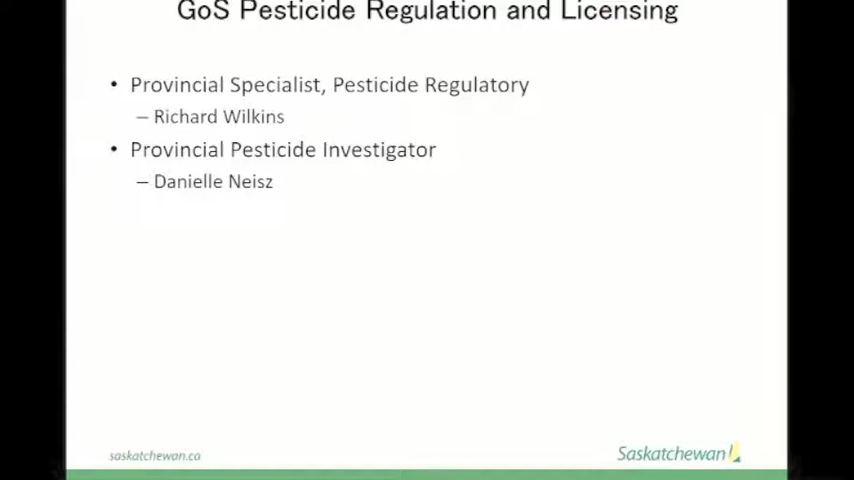 GoS Pesticide Regulation and Licensing
• Provincial Specialist, Pesticide Regulatory
– Richard Wilkins
• Provincial Pesticide Investigator
– Danielle Neisz
saskatchewan.ca
Saskatchewan